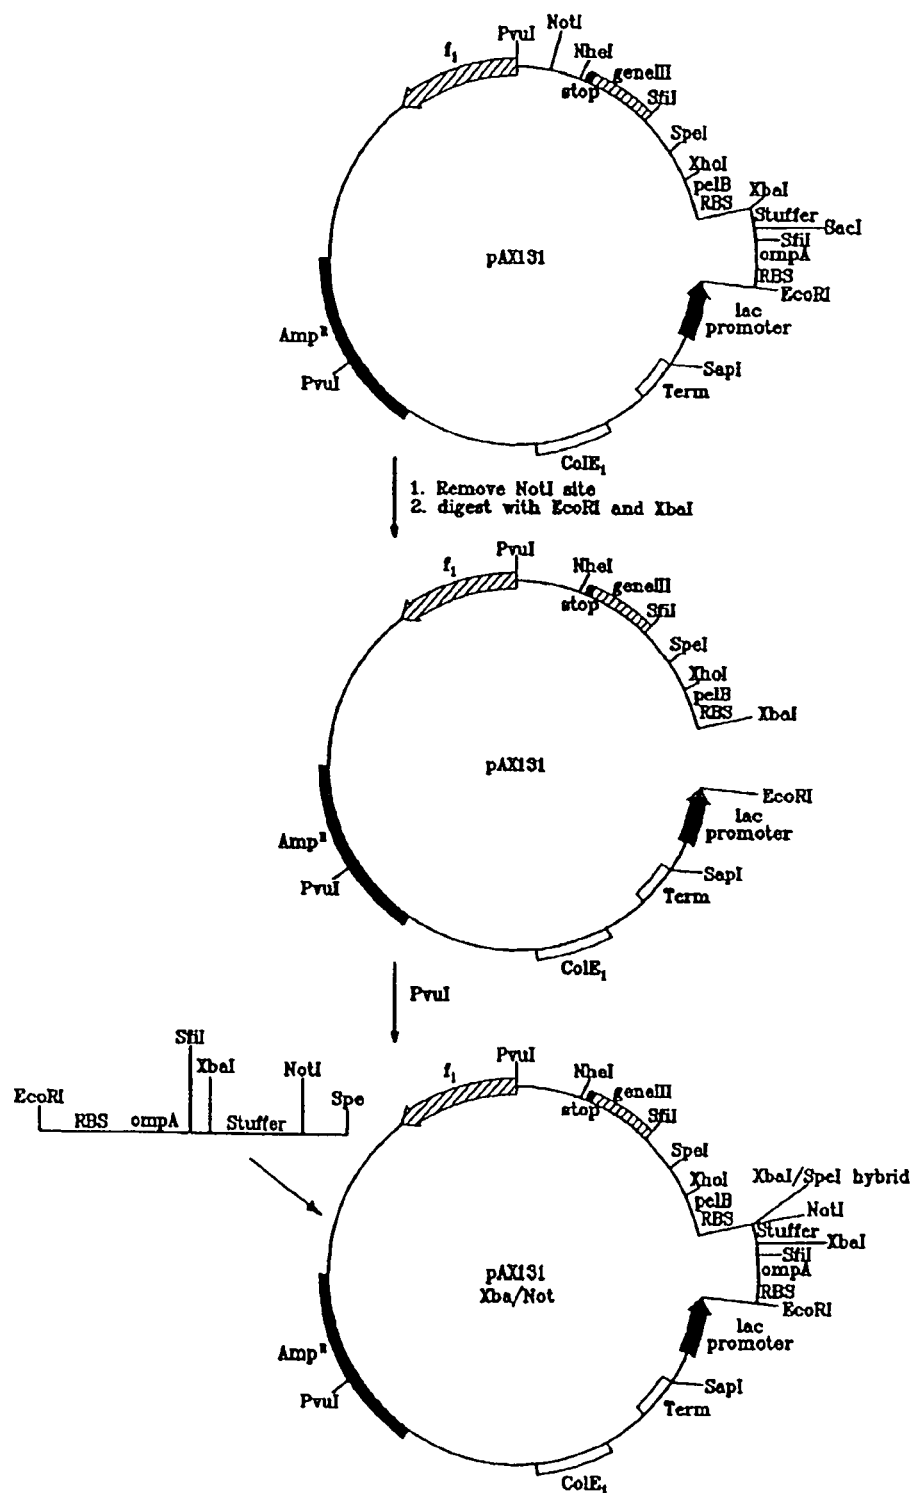 NotI
PvuI
f1
NheI
geneIII
stop
SfiI
SpeI
XhoI
pelB
RBS
XbaI
Stuffer
SacI
SfiI
ompA
RBS
EcoRI
pAX131
lac
promoter
AmpR
PvuI
SapI
Term
ColE1
1. Remove NotI site
2. digest with EcoRI and XbaI
PvuI
f1
NheI
geneIII
stop
SfiI
SpeI
XhoI
pelB
RBS
XbaI
pAX131
EcoRI
lac
promoter
AmpR
PvuI
SapI
Term
ColE1
PvuI
SfiI
XbaI
NotI
EcoRI
Spe
RBS ompA Stuffer
PvuI
f1
NheI
geneIII
stop
SfiI
SpeI
XhoI
pelB
RBS
XbaI/SpeI hybrid
NotI
Stuffer
XbaI
SfiI
ompA
RBS
EcoRI
pAX131
Xba/Not
lac
promoter
AmpR
PvuI
SapI
Term
ColE1